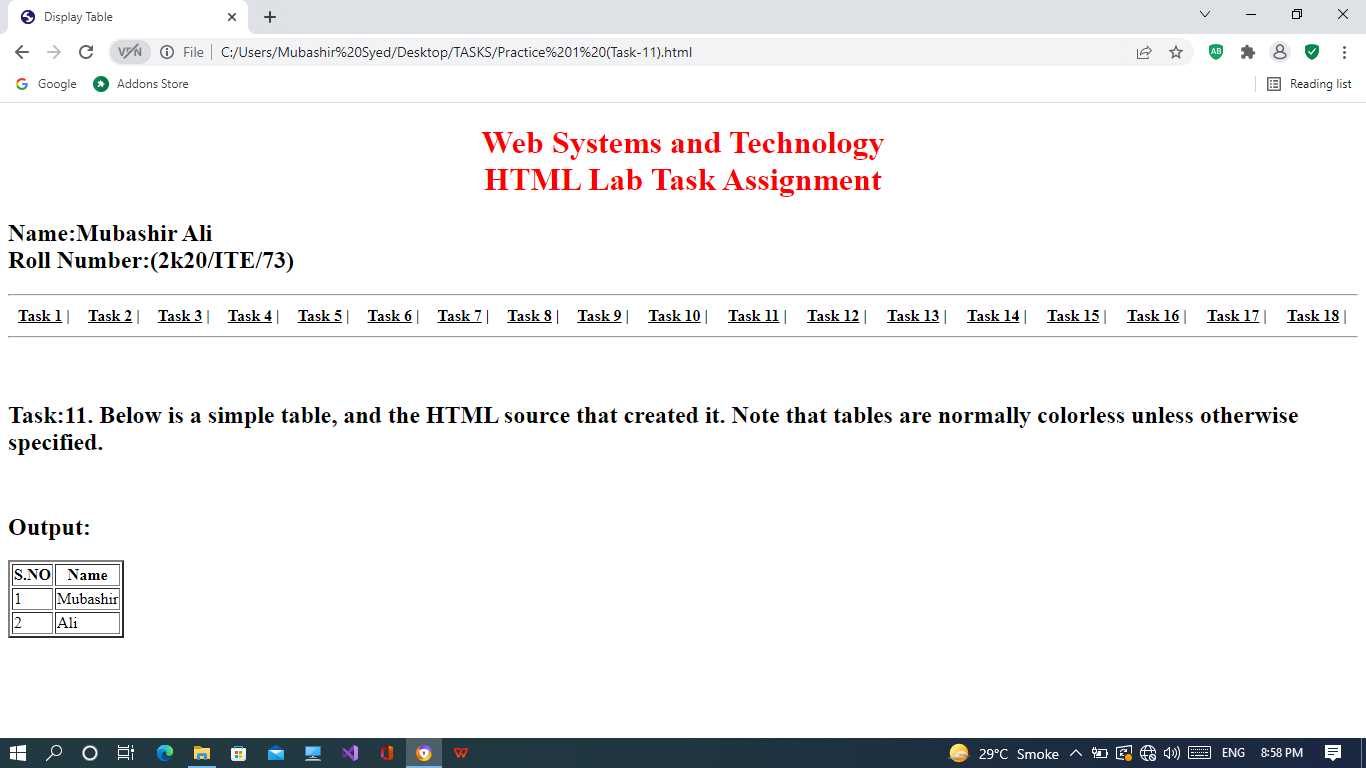 Display Table
VPN File C:/Users/Mubashir%20Syed/Desktop/TASKS/Practice%201%20(Task-11).html AB
Google Addons Store Reading list
Web Systems and Technology
HTML Lab Task Assignment
Name:Mubashir Ali
Roll Number:(2k20/ITE/73)
Task 1 | Task 2 | Task 3 | Task 4 | Task 5 | Task 6 | Task 7 | Task 8 | Task 9 | Task 10 | Task 11 | Task 12 | Task 13 | Task 14 | Task 15 | Task 16 | Task 17 | Task 18 |
Task:11. Below is a simple table, and the HTML source that created it. Note that tables are normally colorless unless otherwise
specified.
Output:
S.NO Name
1 Mubashir
2 Ali
29°C Smoke ENG 8:58 PM